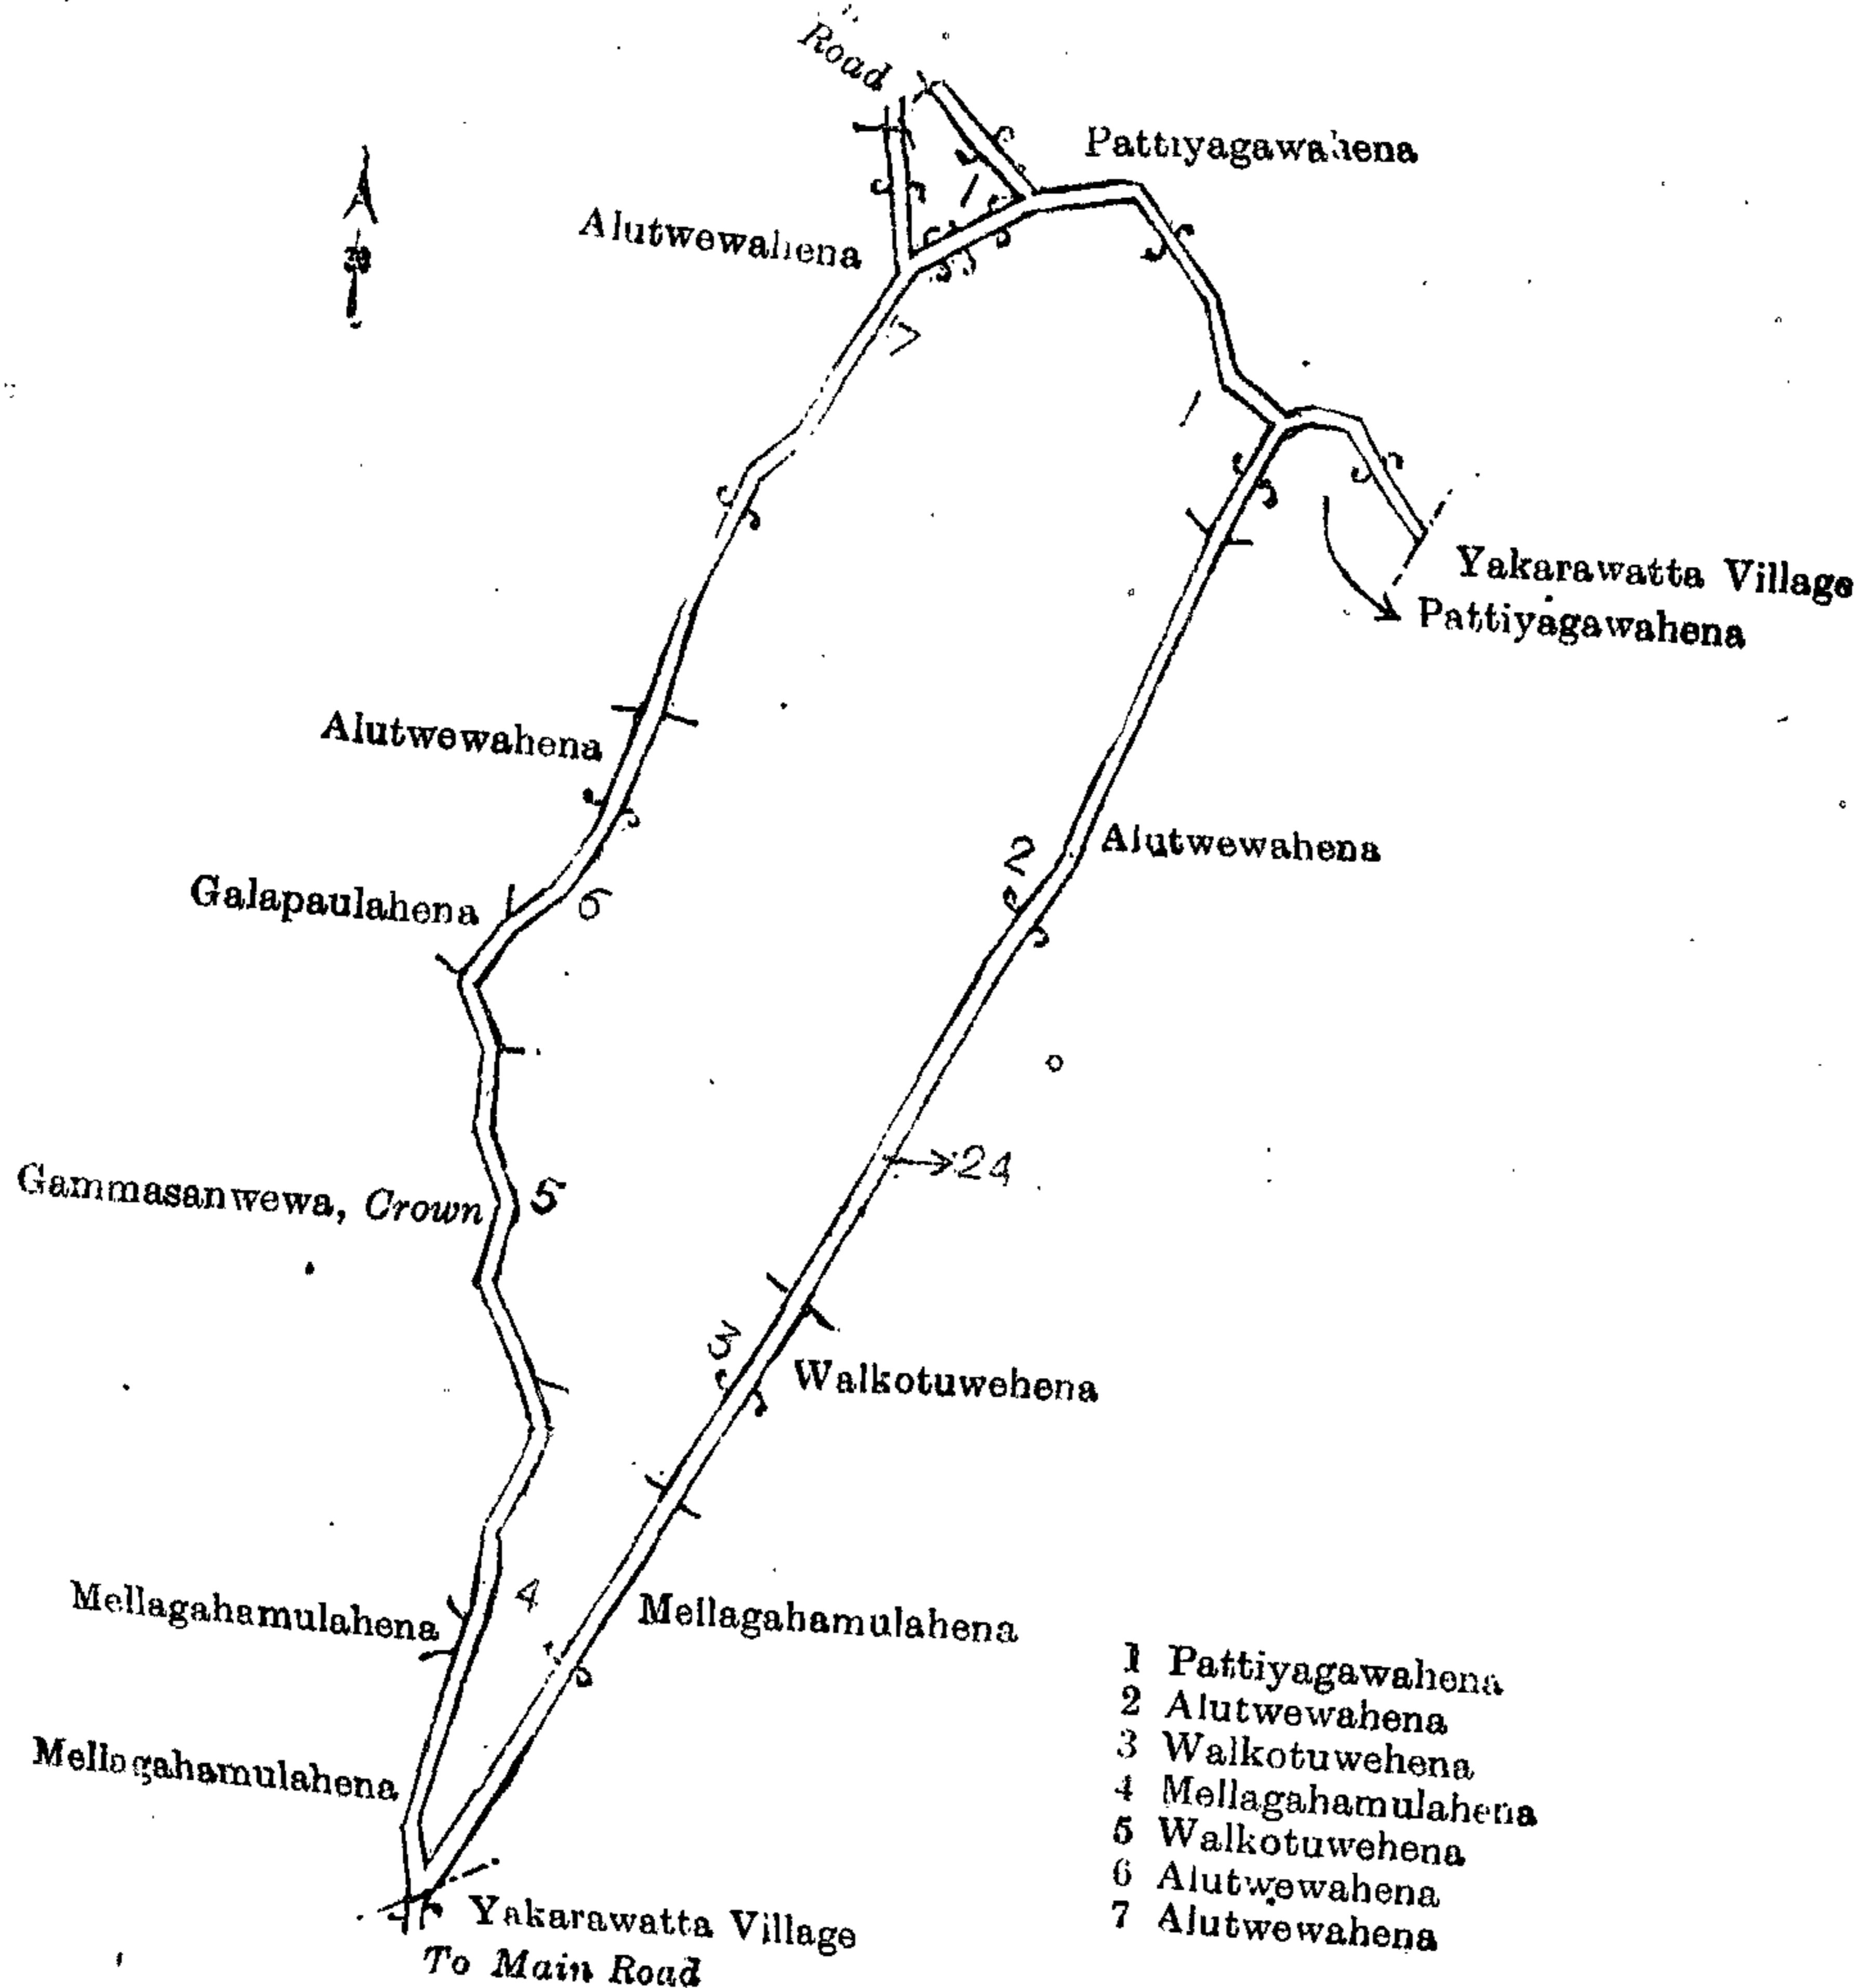 Road
Pattiyagawahena
Alutwewahena
7
1
1
Yakarawatta Village
Pattiyagawahena
Alutwewahena
2
Alutwewahena
Galapaulahena
6
24
Gammasanwewa, Crown
5
3
Walkotuwehena
4
Mellagahamulahena
Mellagahamulahena
Mellagahamulahena
1 Pattiyagawahena
2 Alutwewahena
3 Walkotuwehena
4 Mellagahamulahena
5 Walkotuwehena
6 Alutwewahena
7 Alutwewahena
Yakarawatta Village
To Main Road